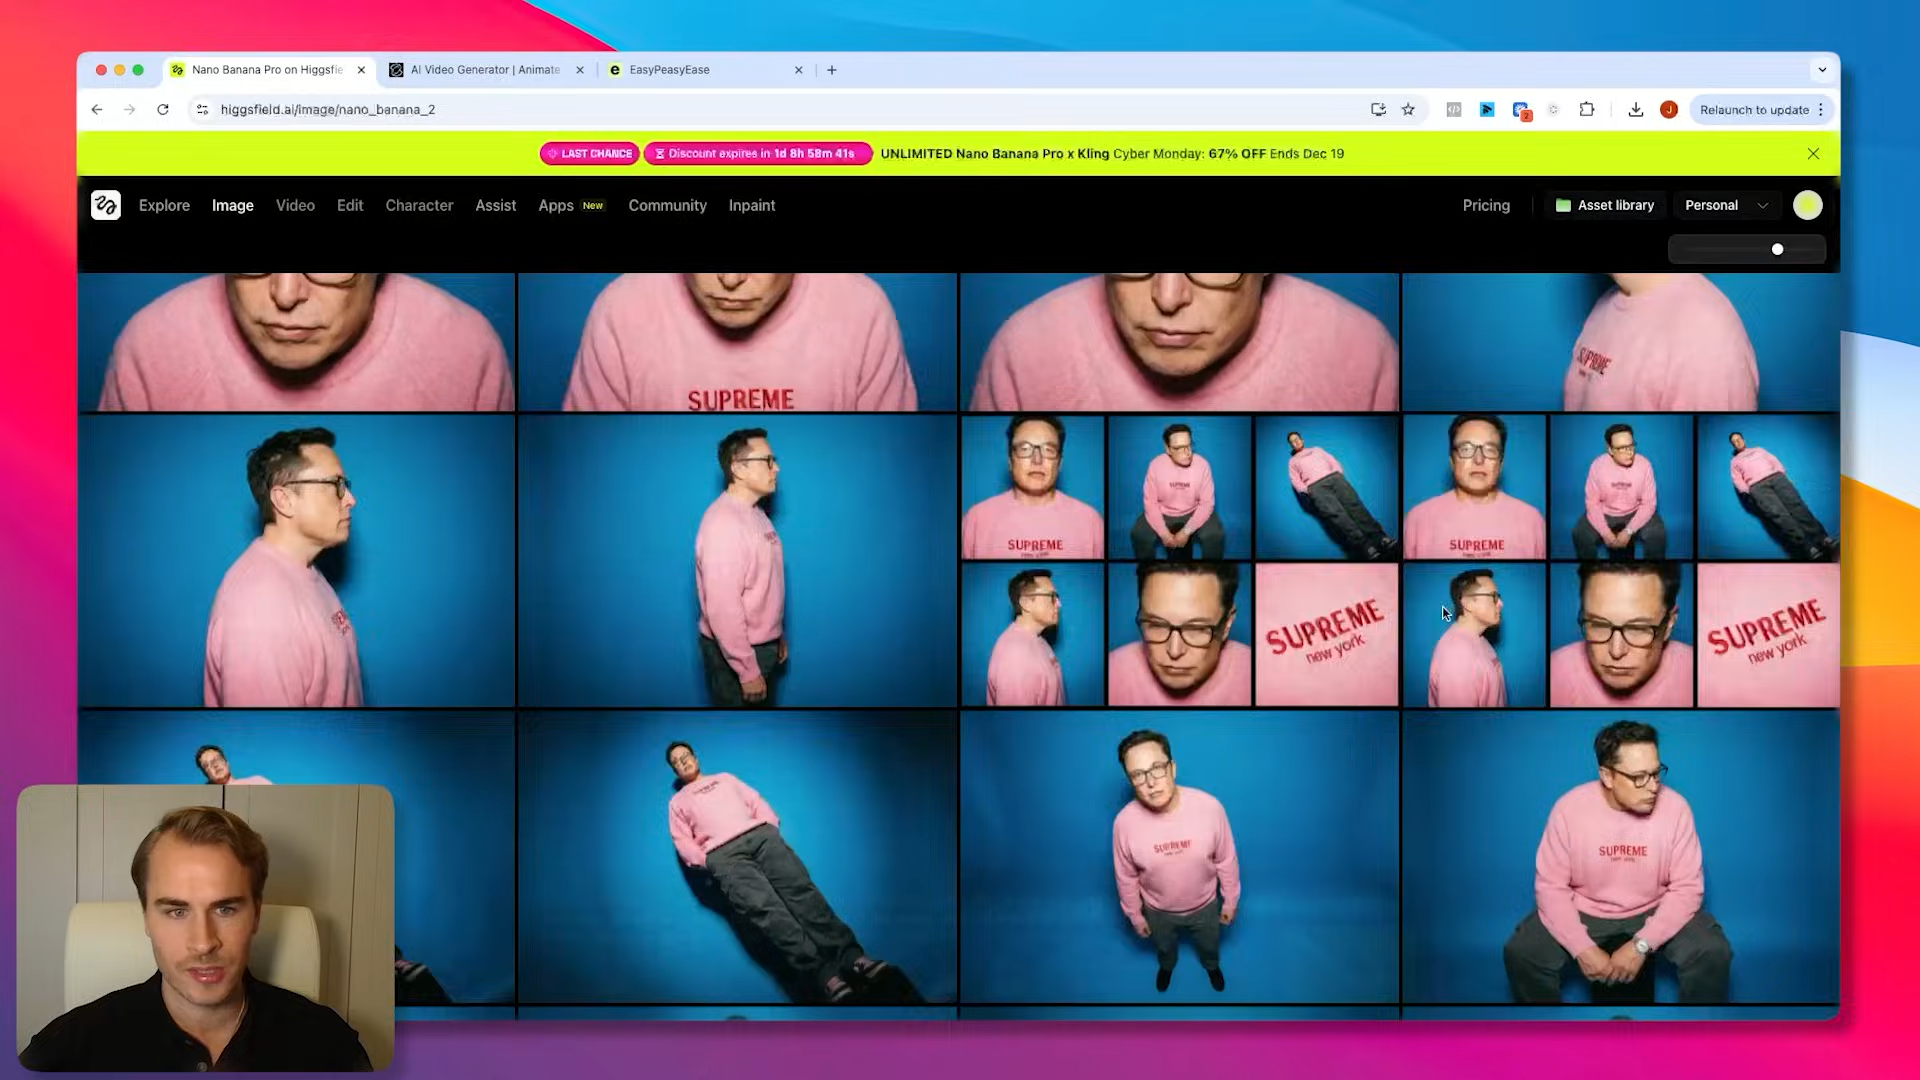 Nano Banana Pro on Higgsfie
AI Video Generator | Animate
EasyPeasyEase
higgsfield.ai/image/nano_banana_2
2
J
Relaunch to update
LAST CHANCE
Discount expires in 1d 8h 58m 41s
UNLIMITED Nano Banana Pro x Kling Cyber Monday: 67% OFF Ends Dec 19
Explore
Image
Video
Edit
Character
Assist
Apps New
Community
Inpaint
Pricing
Asset library
Personal
SUPREME
SUPREME
SUPREME
SUPREME
SUPREME
new york
SUPREME
new york
SUPREME
SUPREME